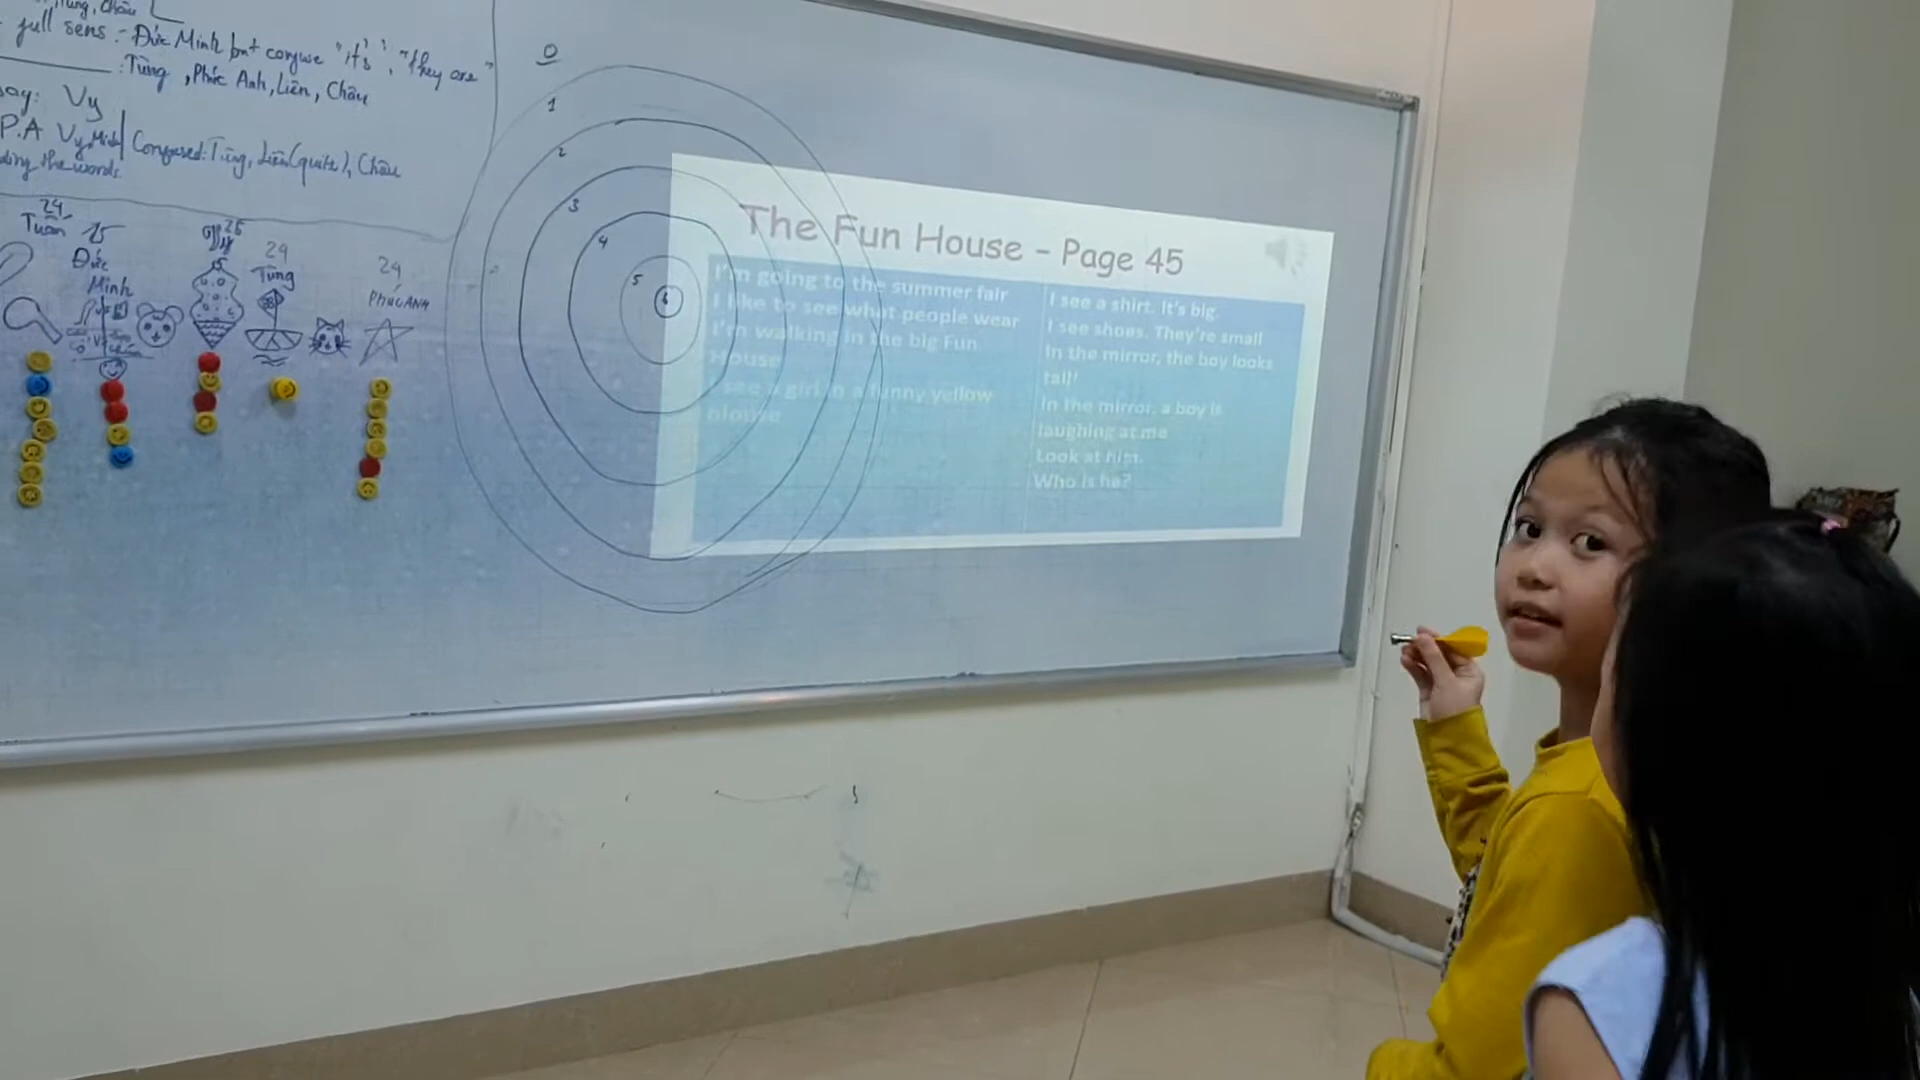 Tùng, Châu
full sens: - Đức Minh but confuse "it's", "they are"
: Tùng, Phúc Anh, Liên, Châu
say: Vy
P.A Vy, Minh | Confused: Tùng, Liên (quite), Châu
ding the words
24
Tuấn
25
Đức
Minh
26
24
Tùng
24
PHÚC ANH
0
1
2
3
4
5
6
The Fun House - Page 45
I'm going to the summer fair
I like to see what people wear
I'm walking in the big Fun
House
I see a girl in a funny yellow
blouse
I see a shirt. It's big.
I see shoes. They're small
In the mirror, the boy looks
tall!
In the mirror, a boy is
laughing at me
Look at him.
Who is he?